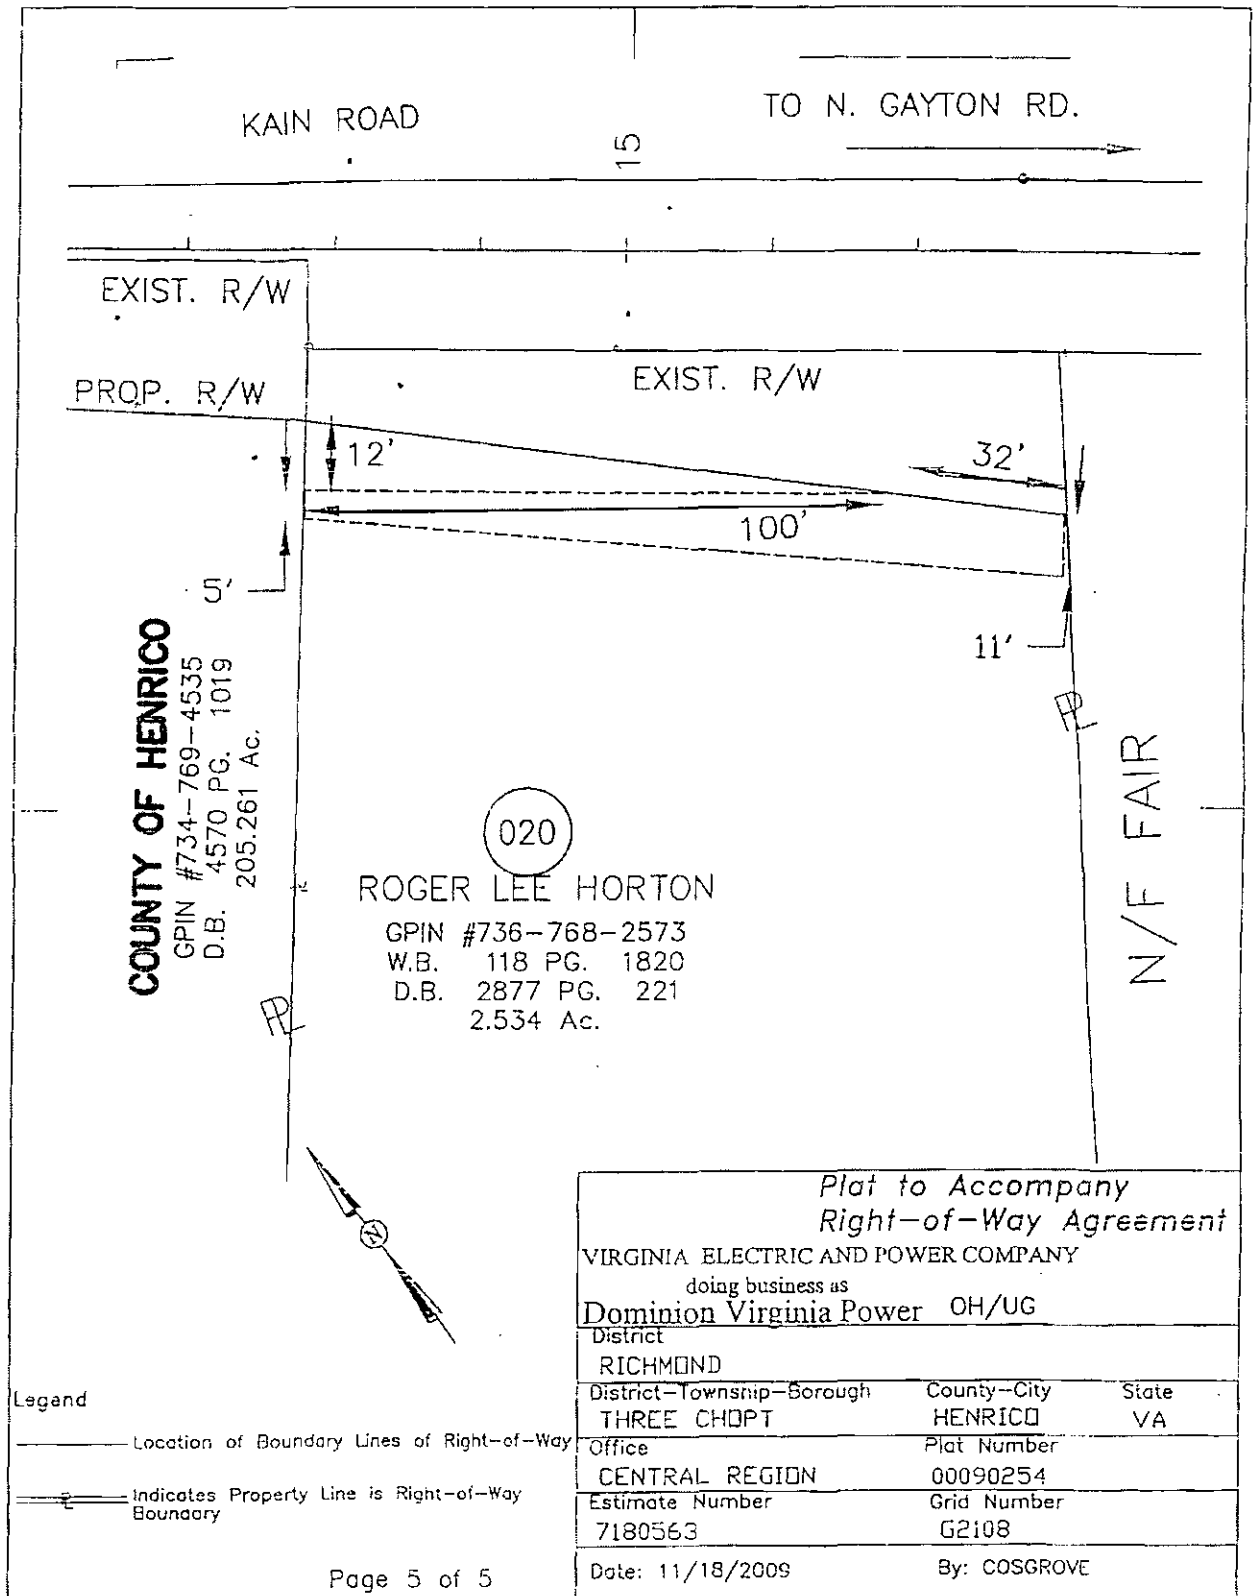 KAIN ROAD
TO N. GAYTON RD.
15
EXIST. R/W
PROP. R/W
EXIST. R/W
12'
32'
100'
5'
11'
COUNTY OF HENRICO
GPIN #734-769-4535
D.B. 4570 PG. 1019
205.261 Ac.
PL
N/F FAIR
020
ROGER LEE HORTON
GPIN #736-768-2573
W.B. 118 PG. 1820
D.B. 2877 PG. 221
2.534 Ac.
PL
N
Plat to Accompany
Right-of-Way Agreement
VIRGINIA ELECTRIC AND POWER COMPANY
doing business as
Dominion Virginia Power OH/UG
District
RICHMOND
District-Township-Borough County-City State
THREE CHOPT HENRICO VA
Office Plat Number
CENTRAL REGION 00090254
Estimate Number Grid Number
7180563 G2108
Date: 11/18/2009 By: COSGROVE
Legend
Location of Boundary Lines of Right-of-Way
Indicates Property Line is Right-of-Way
Boundary
Page 5 of 5